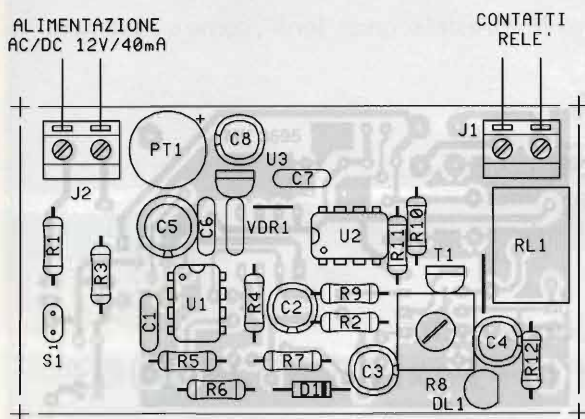 ALIMENTAZIONE
AC/DC 12V/40mA
CONTATTI
RELE'
J2
PT1
+
C8
U3
C7
J1
R1
R3
C5
C6
VDR1
U2
R11
R10
T1
RL1
S1
C1
U1
R4
C2
R9
R2
R5
R7
R6
D1
C3
C4
R12
R8
DL1